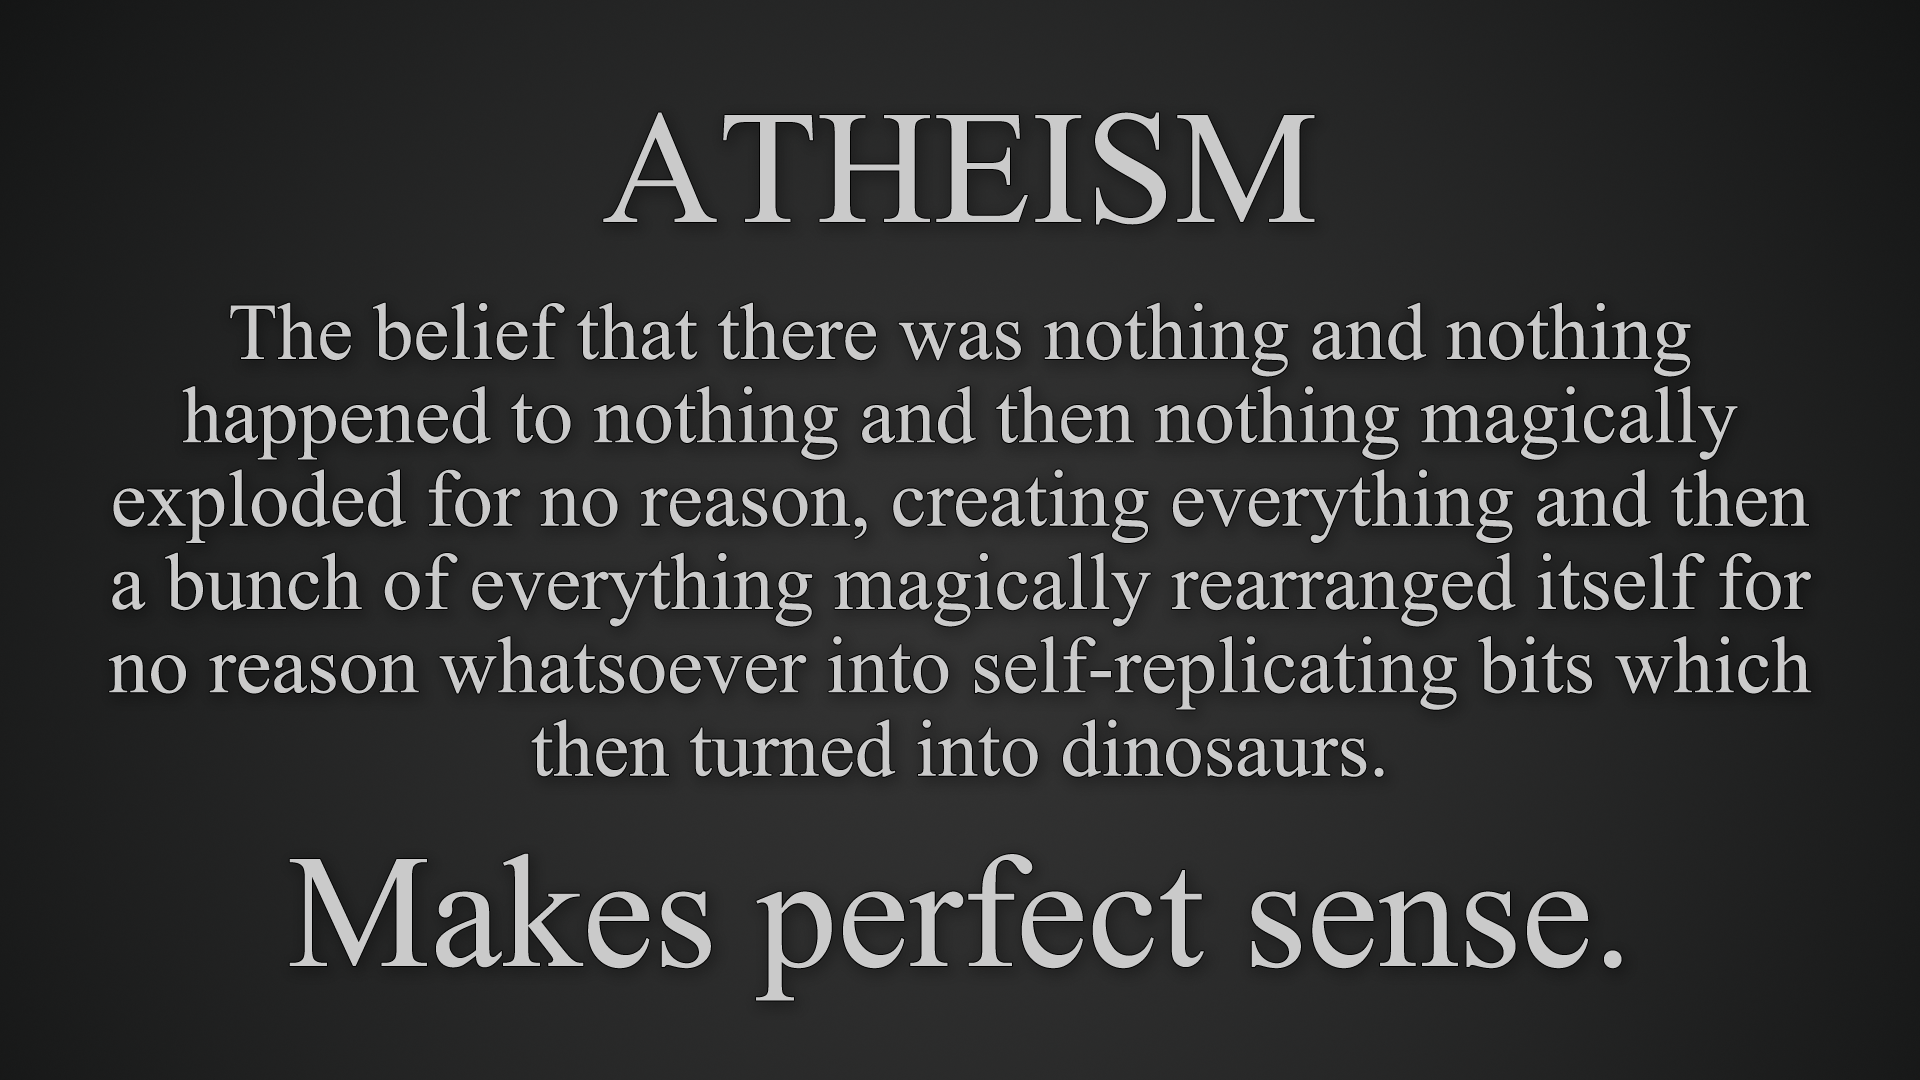 ATHEISM
The belief that there was nothing and nothing
happened to nothing and then nothing magically
exploded for no reason, creating everything and then
a bunch of everything magically rearranged itself for
no reason whatsoever into self-replicating bits which
then turned into dinosaurs.
Makes perfect sense.